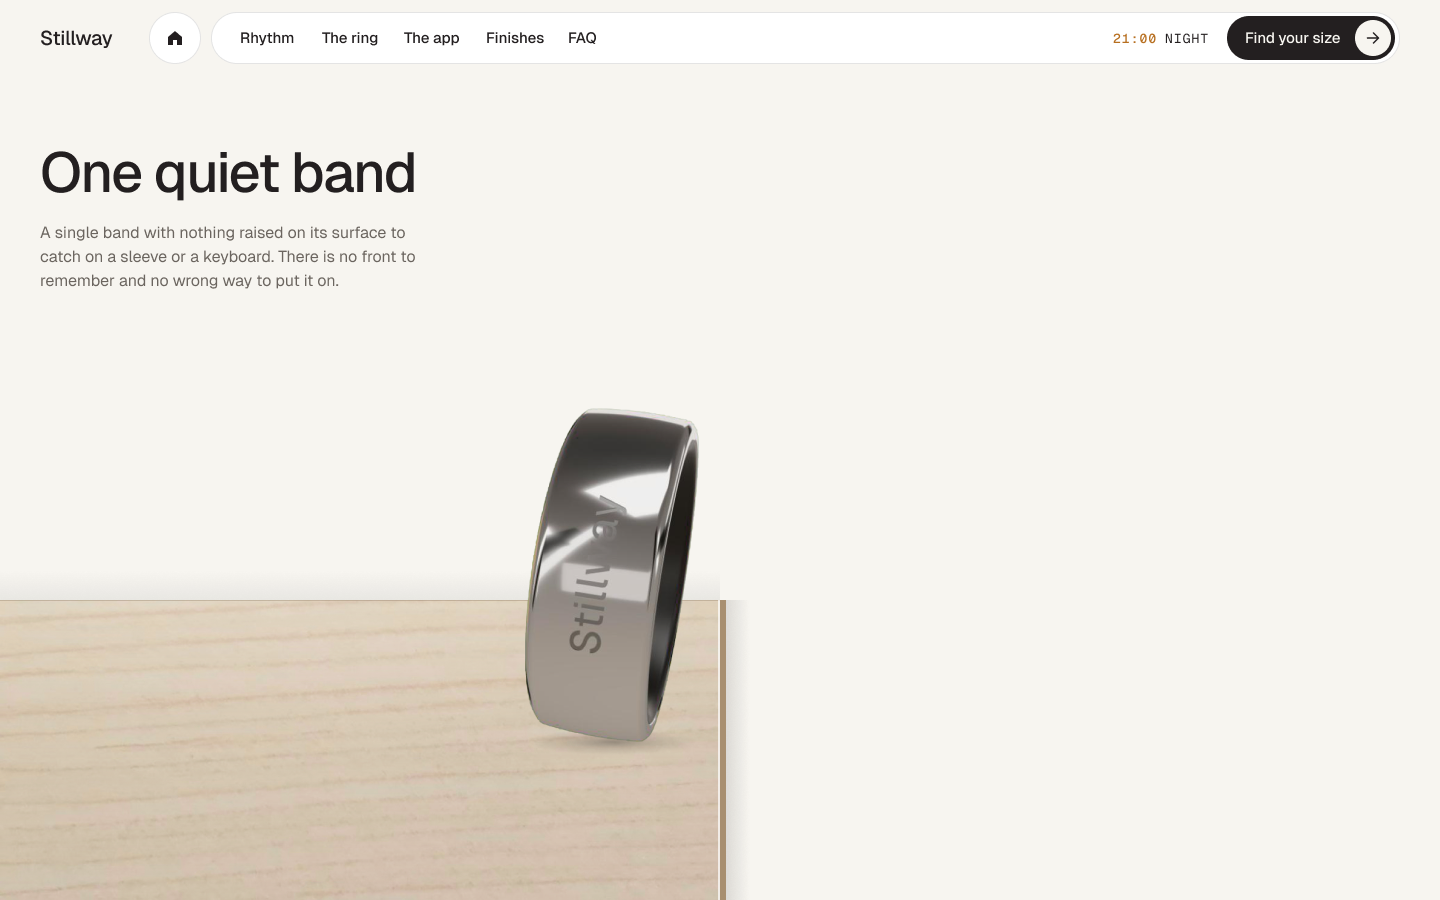 Stillway
Rhythm
The ring
The app
Finishes
FAQ
21:00 NIGHT
Find your size
One quiet band
A single band with nothing raised on its surface to
catch on a sleeve or a keyboard. There is no front to
remember and no wrong way to put it on.
Stillway